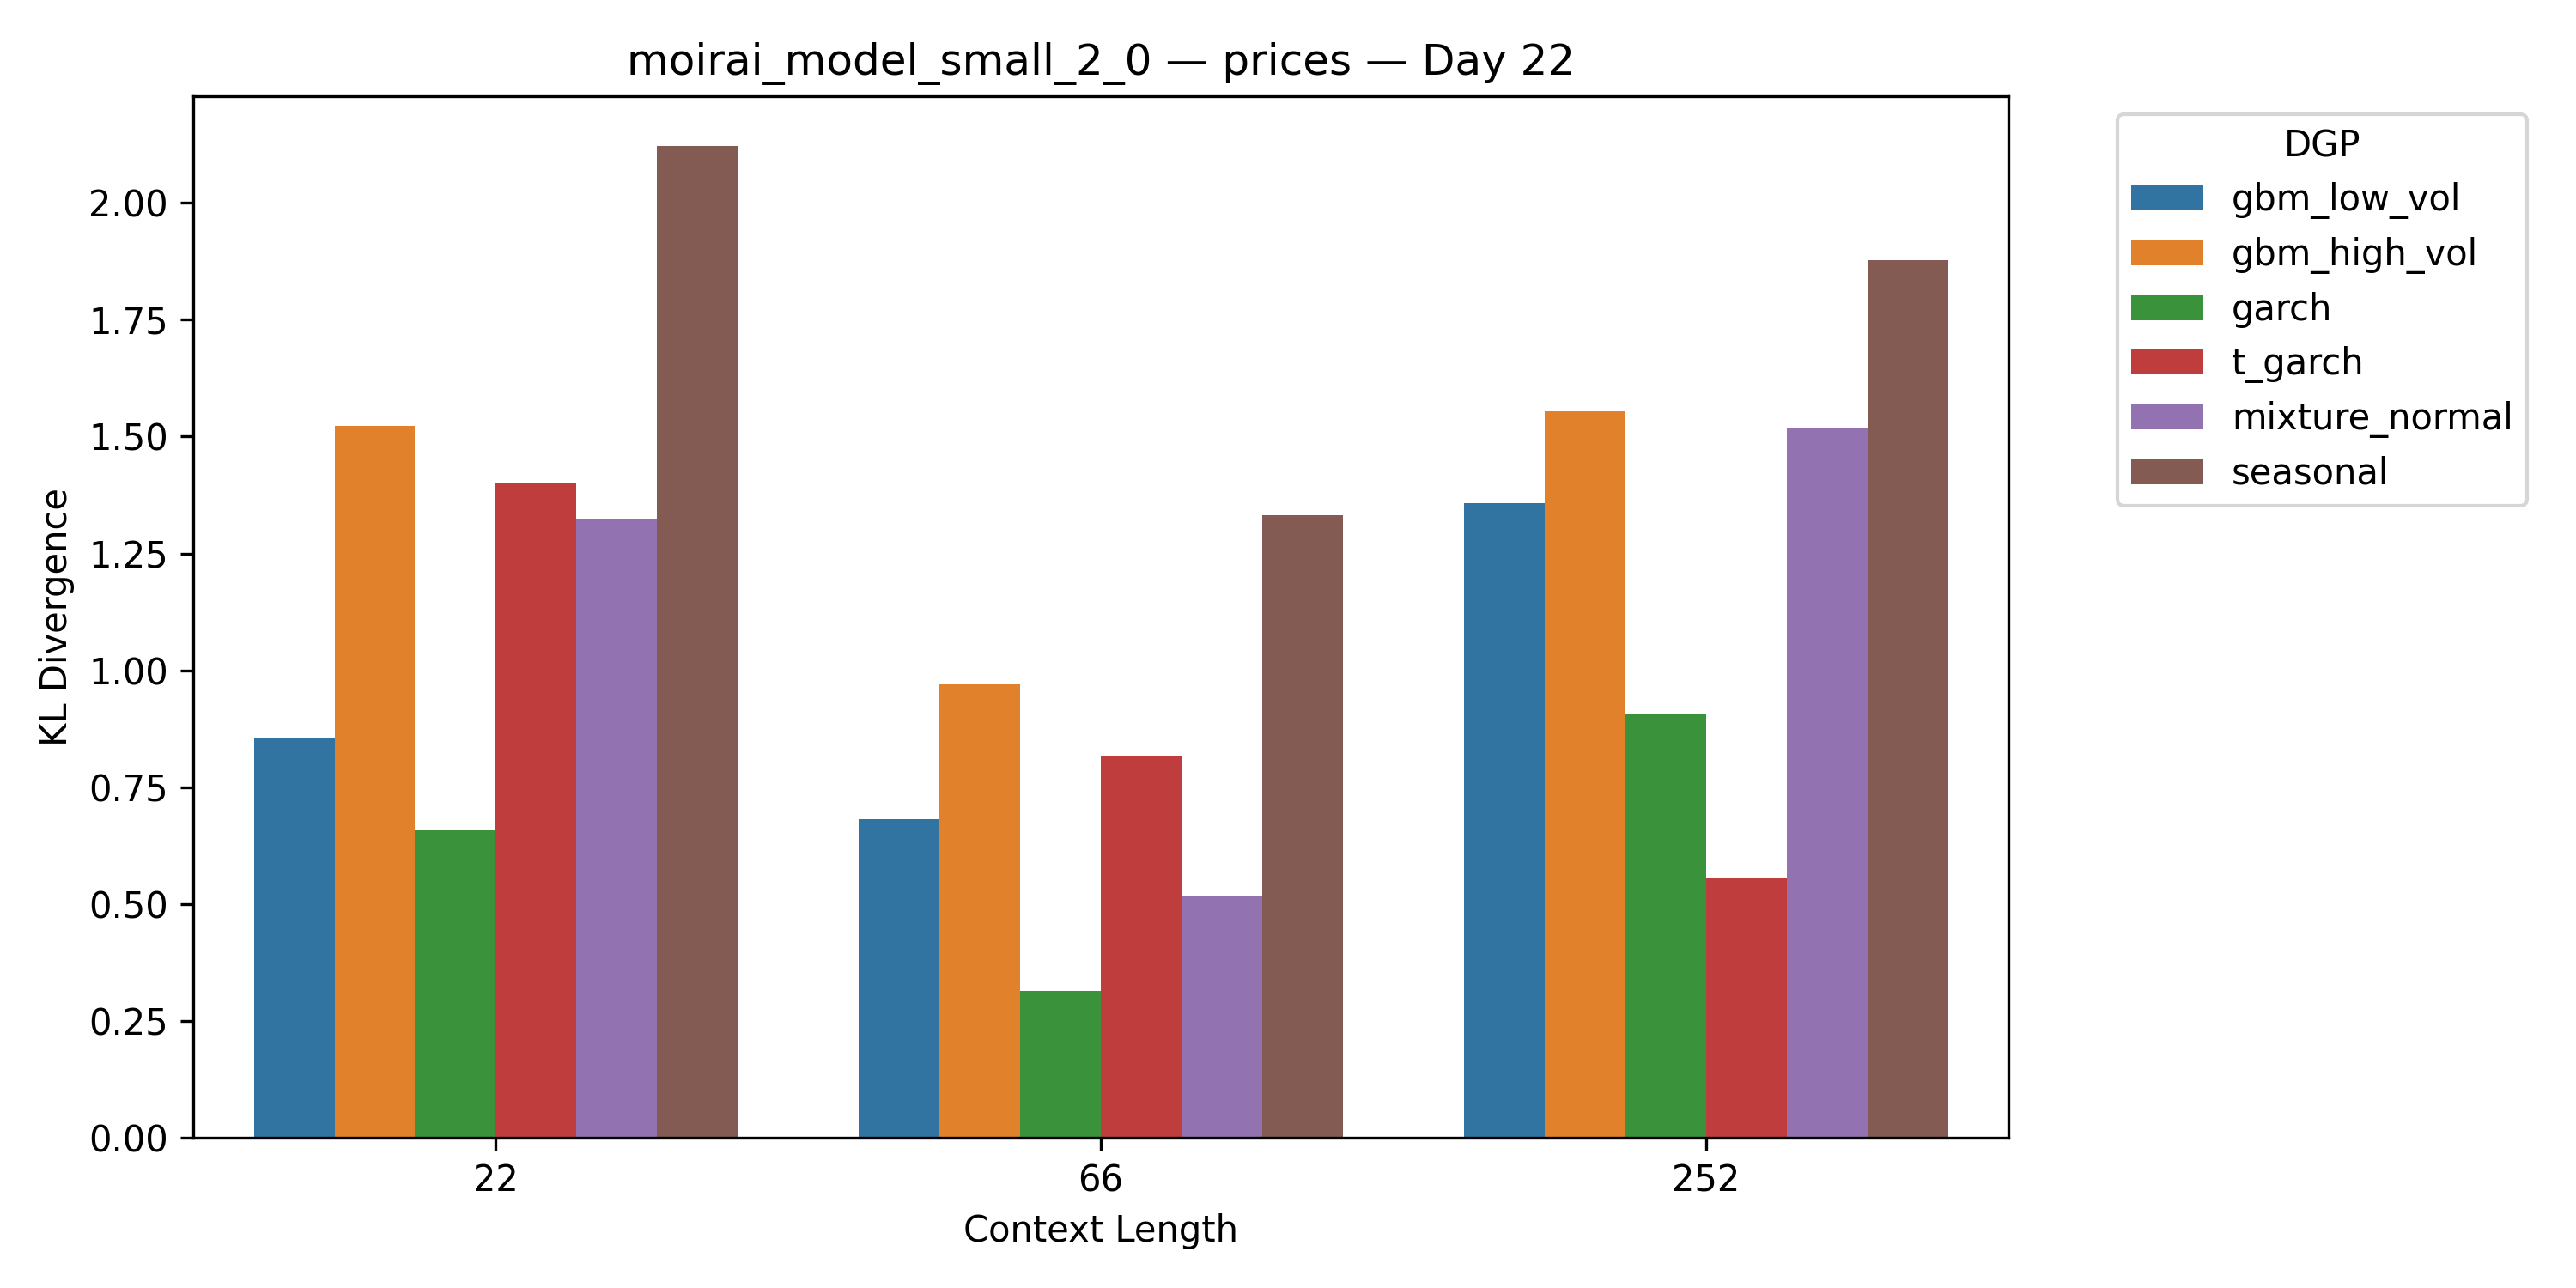 moirai_model_small_2_0 — prices — Day 22
KL Divergence
2.00
1.75
1.50
1.25
1.00
0.75
0.50
0.25
0.00
22
66
252
Context Length
DGP
gbm_low_vol
gbm_high_vol
garch
t_garch
mixture_normal
seasonal